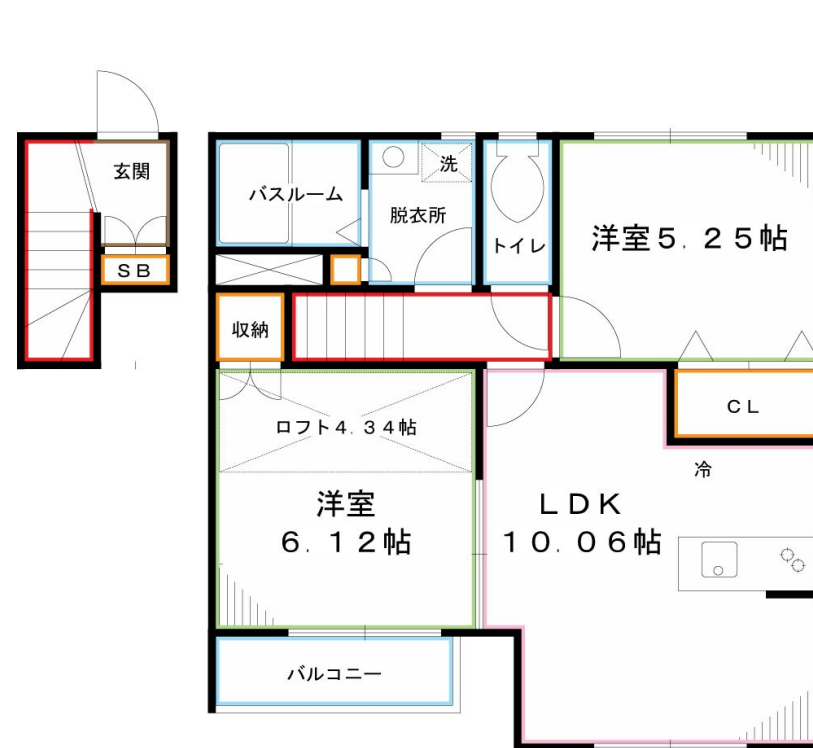 玄関
SB
バスルーム
洗
脱衣所
トイレ
洋室5.25帖
収納
CL
ロフト4.34帖
冷
洋室
6.12帖
LDK
10.06帖
バルコニー